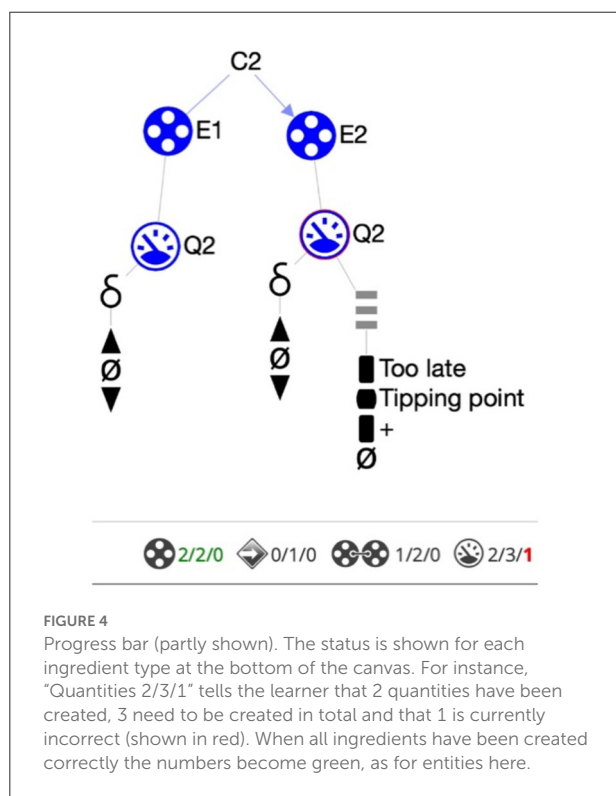 C2
E1
E2
Q2
Q2
δ
δ
Ø
Ø
Too late
Tipping point
+
Ø
2/2/0 0/1/0 1/2/0 2/3/1
FIGURE 4
Progress bar (partly shown). The status is shown for each
ingredient type at the bottom of the canvas. For instance,
“Quantities 2/3/1” tells the learner that 2 quantities have been
created, 3 need to be created in total and that 1 is currently
incorrect (shown in red). When all ingredients have been created
correctly the numbers become green, as for entities here.